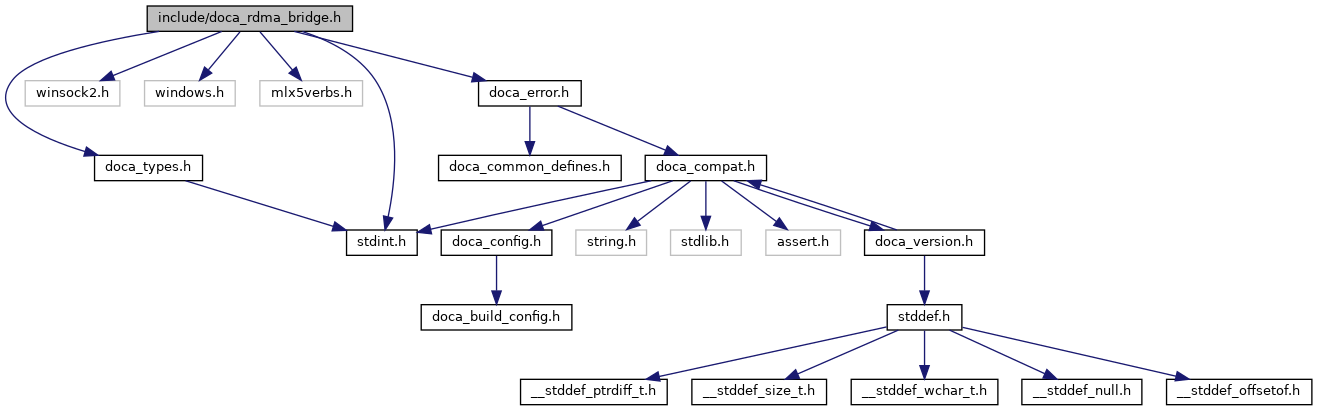 include/doca_rdma_bridge.h
winsock2.h
windows.h
mlx5verbs.h
doca_error.h
doca_types.h
doca_common_defines.h
doca_compat.h
stdint.h
doca_config.h
string.h
stdlib.h
assert.h
doca_version.h
doca_build_config.h
stddef.h
__stddef_ptrdiff_t.h
__stddef_size_t.h
__stddef_wchar_t.h
__stddef_null.h
__stddef_offsetof.h